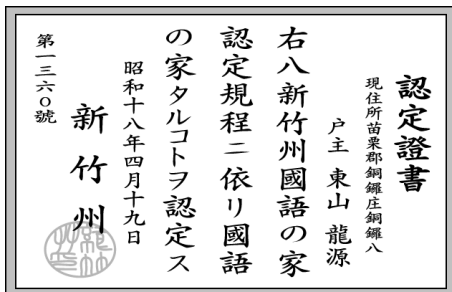 認定證書
現住所苗栗郡銅鑼庄銅鑼八
戸主 東山 龍源
右八新竹州國語の家
認定規程ニ依リ國語
の家タルコトヲ認定ス
昭和十八年四月十九日
新竹州
第一三六〇號